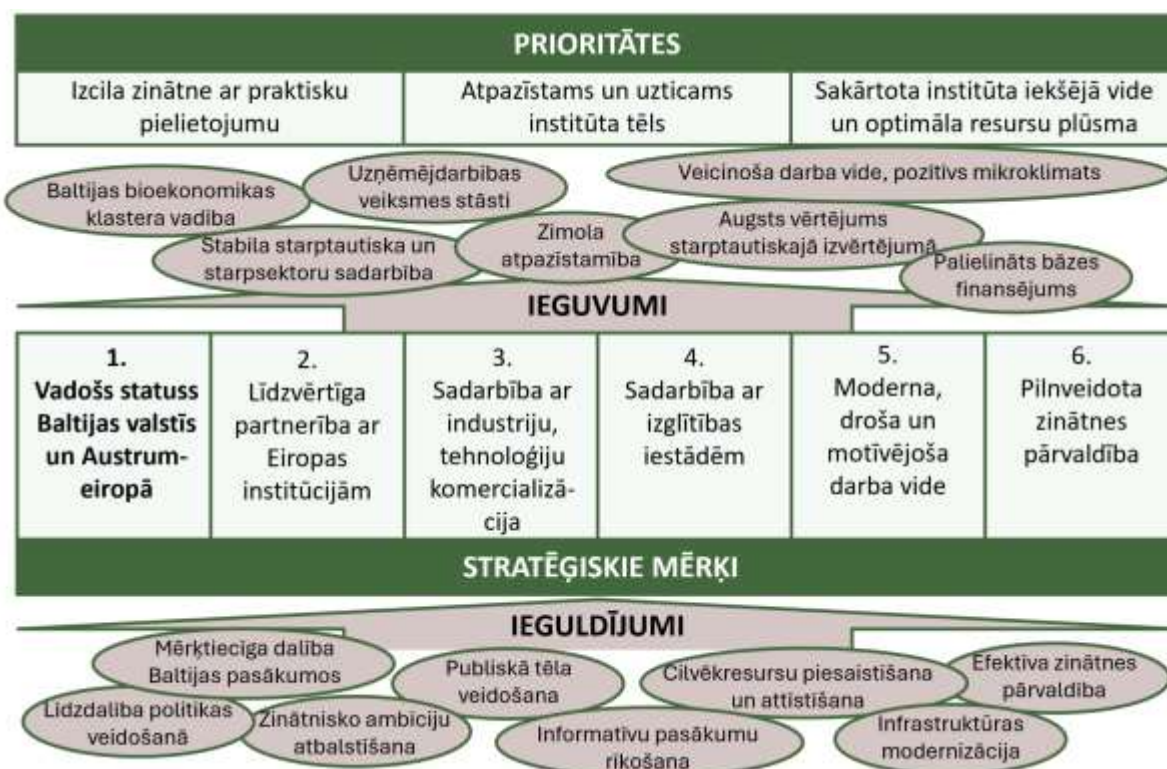 PRIORITĀTES
Izcila zinātne ar praktisku
pielietojumu
Atpazīstams un uzticams
institūta tēls
Sakārtota institūta iekšējā vide
un optimāla resursu plūsma
Baltijas bioekonomikas
klastera vadība
Uzņēmējdarbības
veiksmes stāsti
Veicinoša darba vide, pozitīvs mikroklimats
Stabila starptautiska un
starpsektoru sadarbība
Zīmola
atpazīstamība
Augsts vērtējums
starptautiskajā izvērtējumā
Palielināts bāzes
finansējums
IEGUVUMI
1.
Vadošs statuss
Baltijas valstīs
un Austrum-
eiropā
2.
Līdzvērtīga
partnerība ar
Eiropas
institūcijām
3.
Sadarbība ar
industriju,
tehnoloģiju
komercializā-
cija
4.
Sadarbība ar
izglītības
iestādēm
5.
Moderna,
droša un
motīvējoša
darba vide
6.
Pilnveidota
zinātnes
pārvaldība
STRATĒĢISKIE MĒRĶI
IEGULDĪJUMI
Mērķtiecīga dalība
Baltijas pasākumos
Publiskā tēla
veidošana
Cilvēkresursu piesaistīšana
un attīstīšana
Efektīva zinātnes
pārvaldība
Līdzdalība politikas
veidošanā
Zinātnisko ambīciju
atbalstīšana
Informatīvu pasākumu
rīkošana
Infrastruktūras
modernizācija